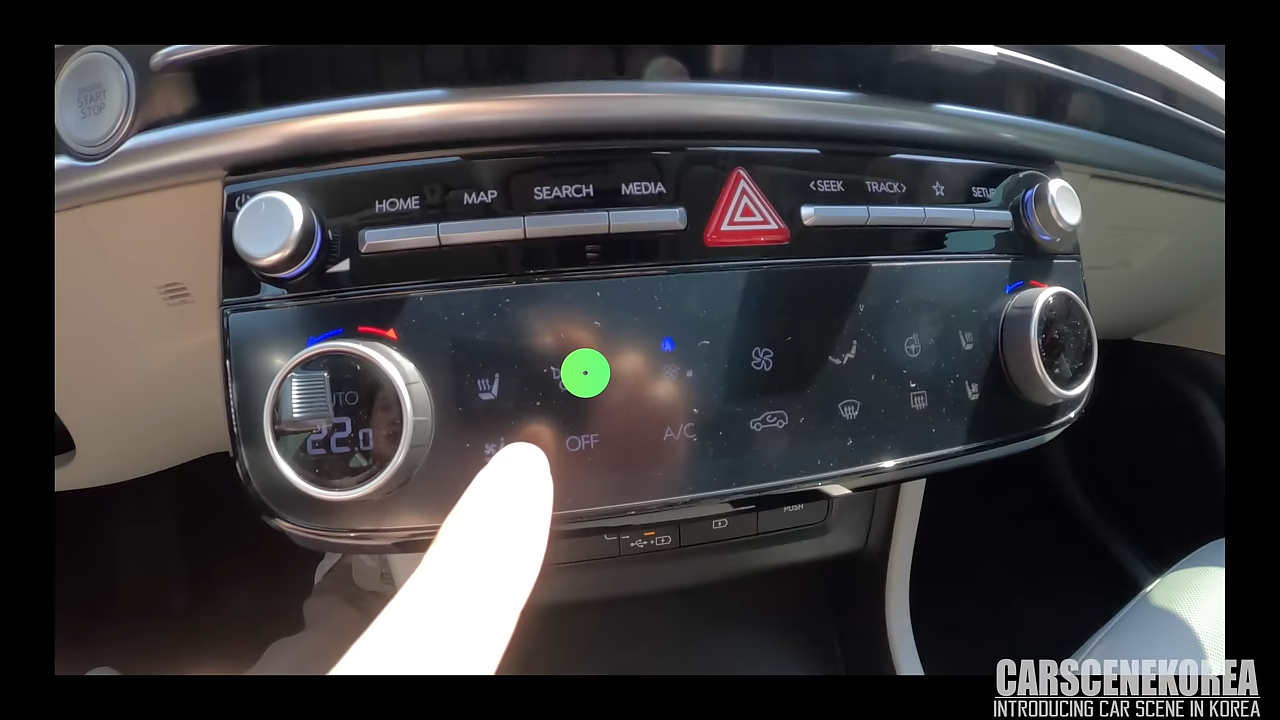 START
STOP
HOME
MAP
SEARCH
MEDIA
<SEEK
TRACK>
☆
SETUP
22.0
OFF
A/C
PUSH
CARSCENEKOREA
INTRODUCING CAR SCENE IN KOREA